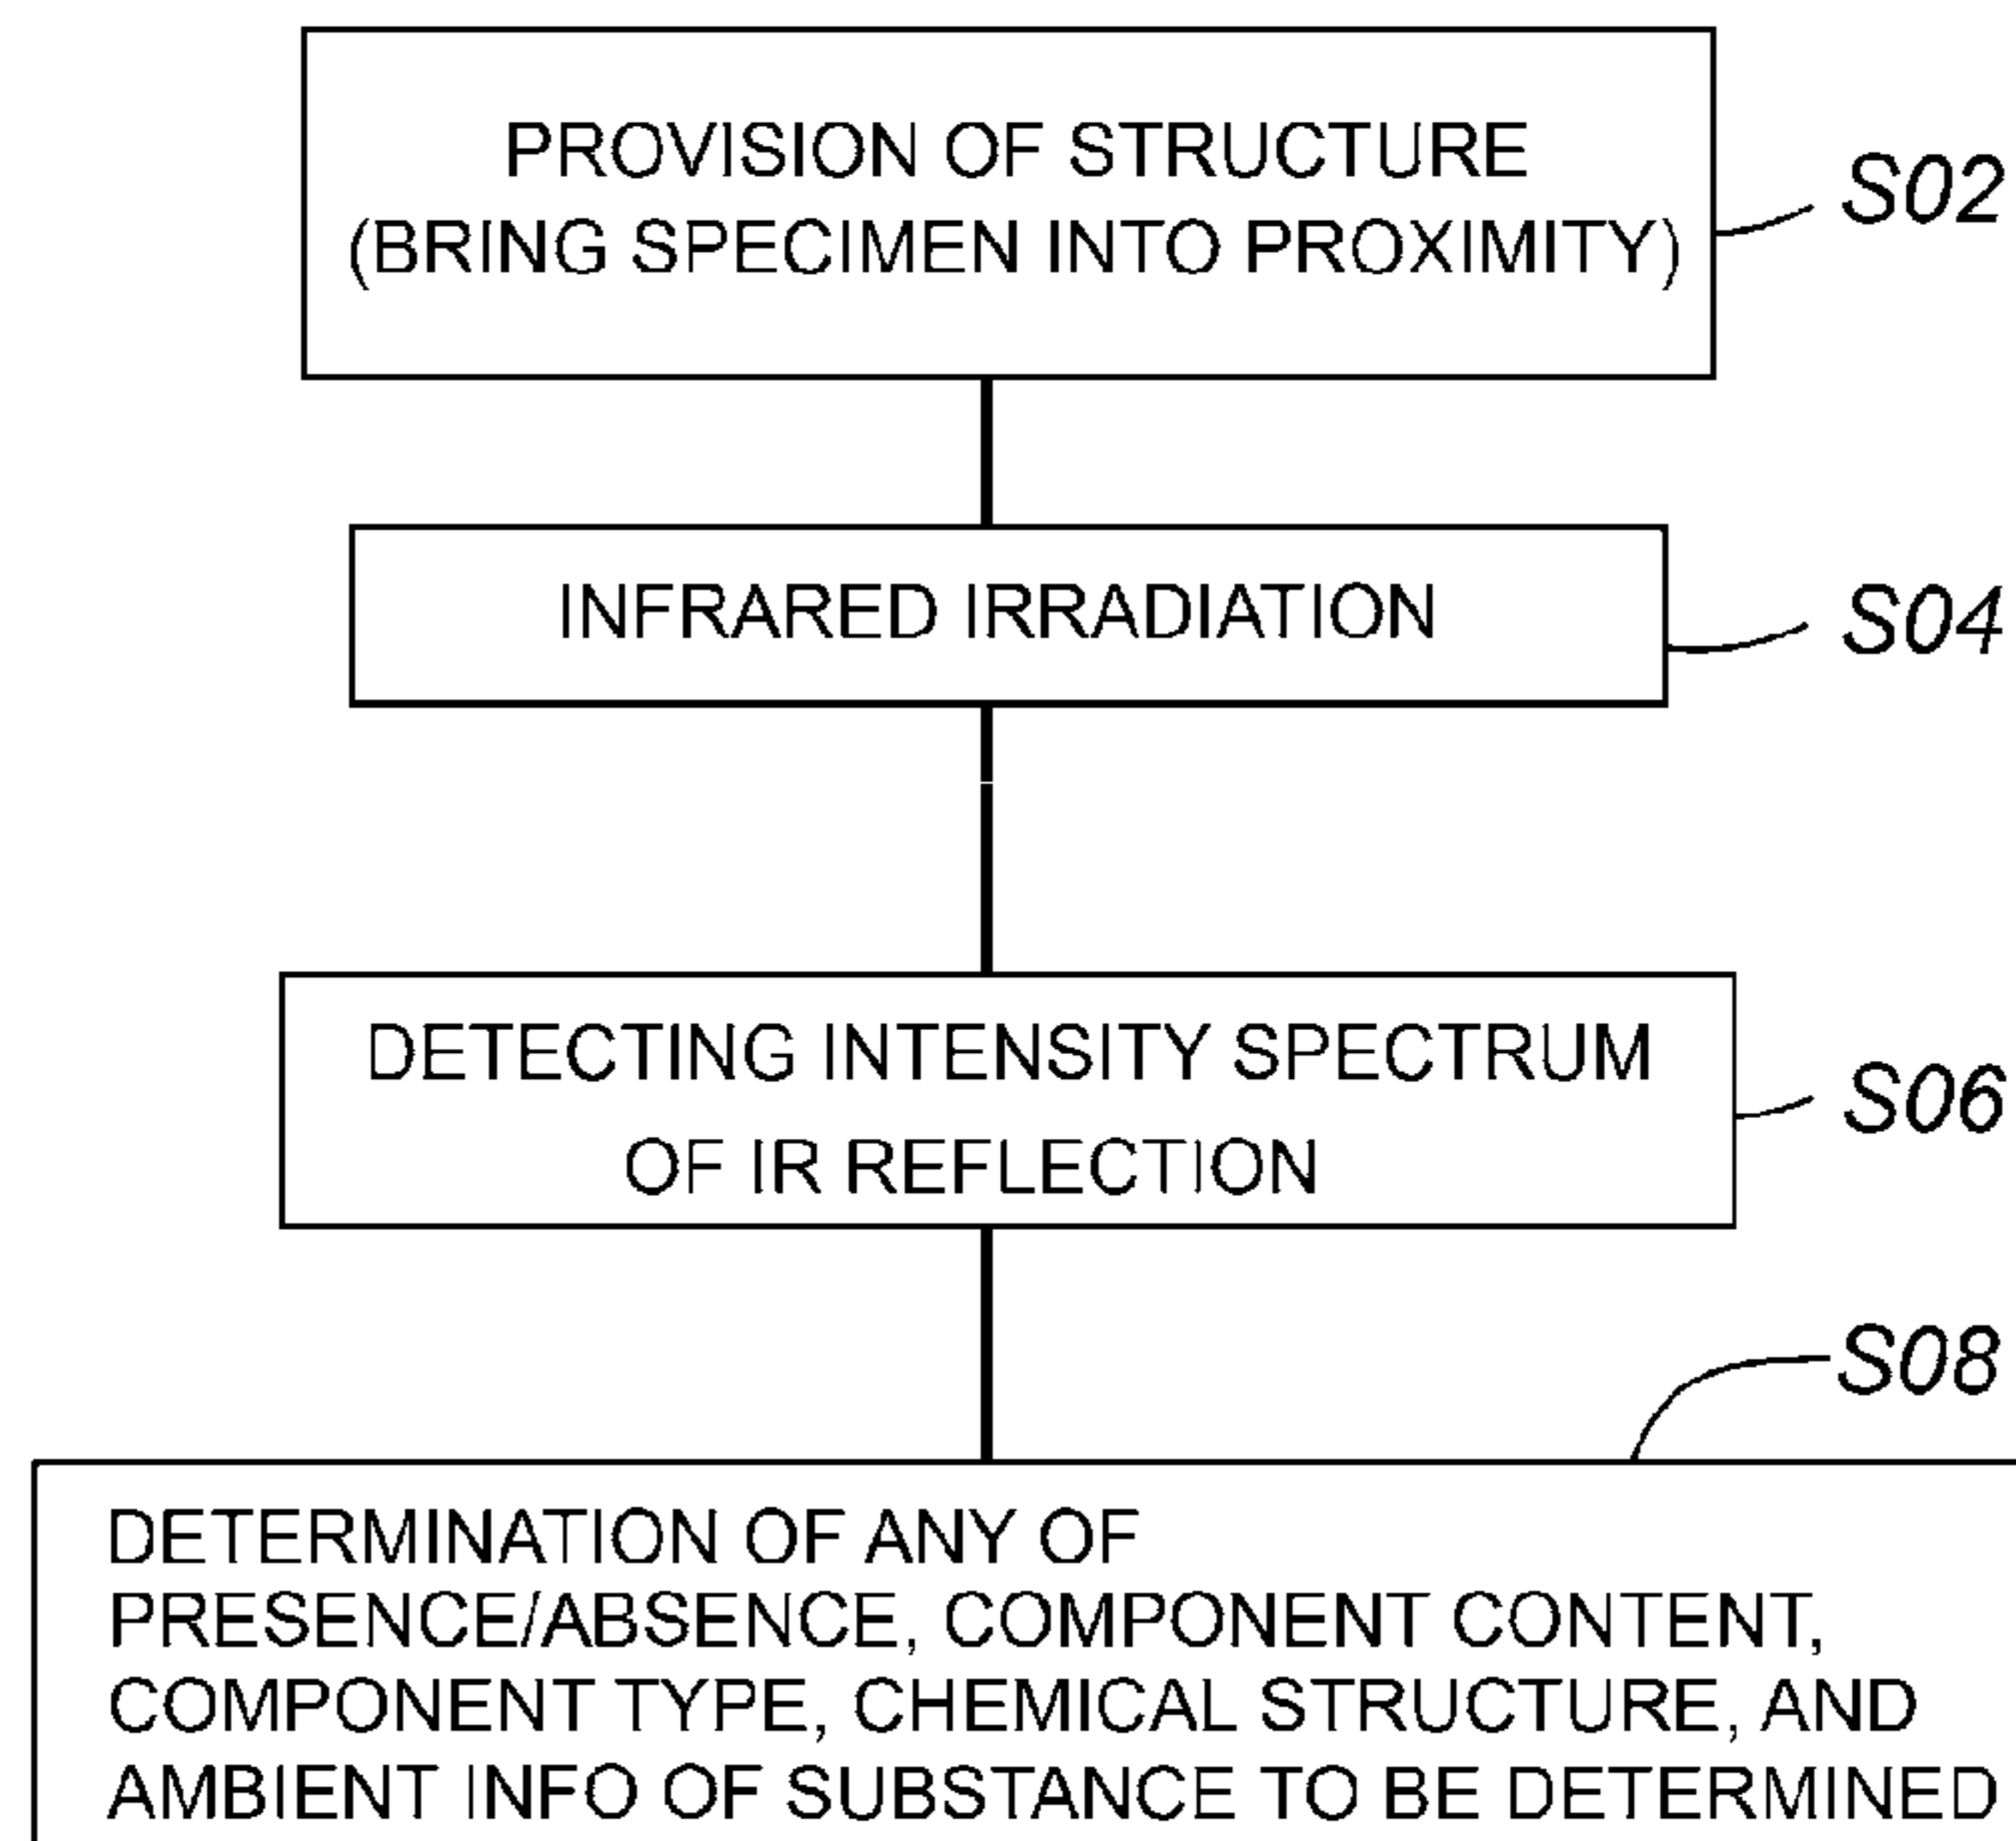 PROVISION OF STRUCTURE
(BRING SPECIMEN INTO PROXIMITY)
S02
INFRARED IRRADIATION
S04
DETECTING INTENSITY SPECTRUM
OF IR REFLECTION
S06
S08
DETERMINATION OF ANY OF
PRESENCE/ABSENCE, COMPONENT CONTENT,
COMPONENT TYPE, CHEMICAL STRUCTURE, AND
AMBIENT INFO OF SUBSTANCE TO BE DETERMINED